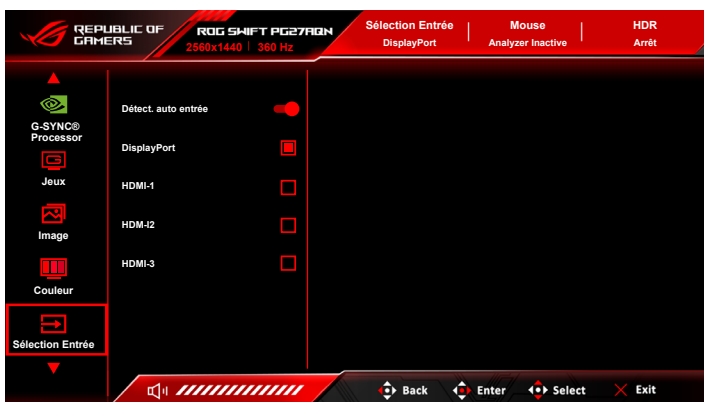 REPUBLIC OF
GAMERS
ROG SWIFT PG27AQN
2560x1440 | 360 Hz
Sélection Entrée
DisplayPort
Mouse
Analyzer Inactive
HDR
Arrêt
G-SYNC®
Processor
Jeux
Image
Couleur
Sélection Entrée
Détect. auto entrée
DisplayPort
HDMI-1
HDM-I2
HDMI-3
Back
Enter
Select
Exit